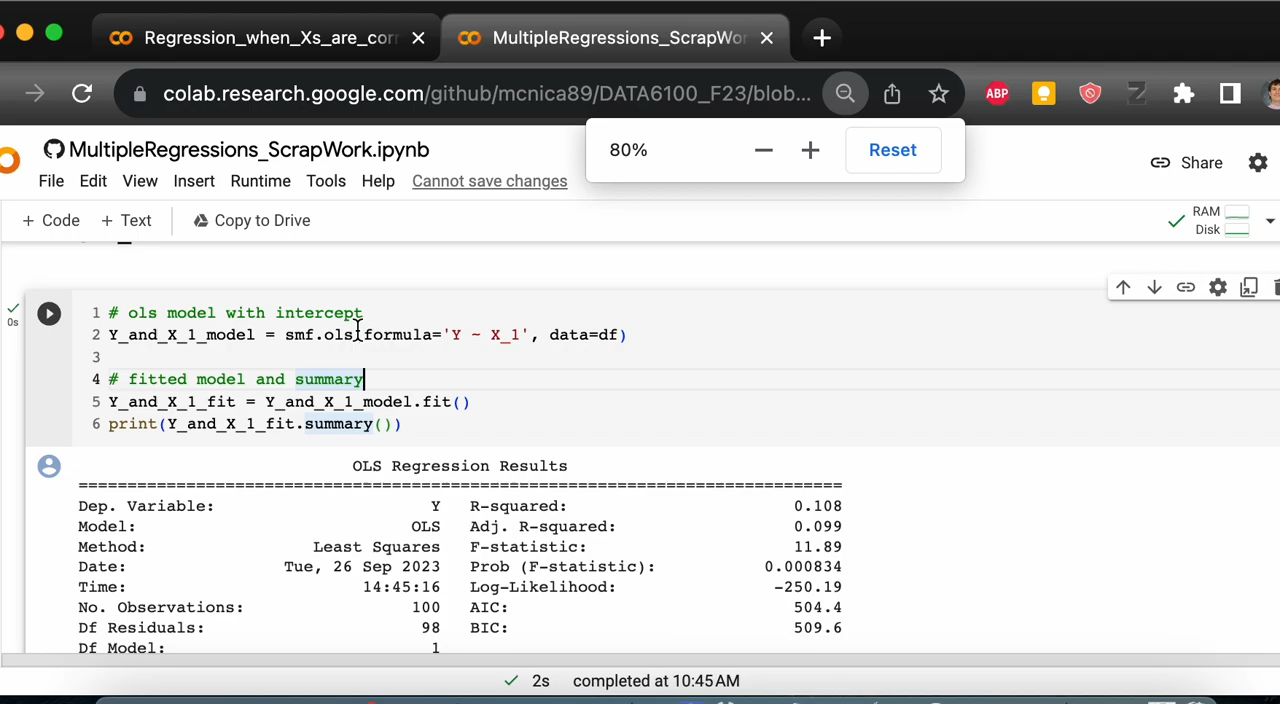 Regression_when_Xs_are_cor
MultipleRegressions_ScrapWor
colab.research.google.com/github/mcnica89/DATA6100_F23/blob...
ABP
80%
Reset
MultipleRegressions_ScrapWork.ipynb
Share
File Edit View Insert Runtime Tools Help Cannot save changes
+ Code + Text Copy to Drive
RAM
Disk
0s
1 # ols model with intercept
2 Y_and_X_1_model = smf.ols(formula='Y ~ X_1', data=df)
3
4 # fitted model and summary
5 Y_and_X_1_fit = Y_and_X_1_model.fit()
6 print(Y_and_X_1_fit.summary())
OLS Regression Results
==============================================================================
Dep. Variable: Y R-squared: 0.108
Model: OLS Adj. R-squared: 0.099
Method: Least Squares F-statistic: 11.89
Date: Tue, 26 Sep 2023 Prob (F-statistic): 0.000834
Time: 14:45:16 Log-Likelihood: -250.19
No. Observations: 100 AIC: 504.4
Df Residuals: 98 BIC: 509.6
Df Model: 1
2s completed at 10:45 AM